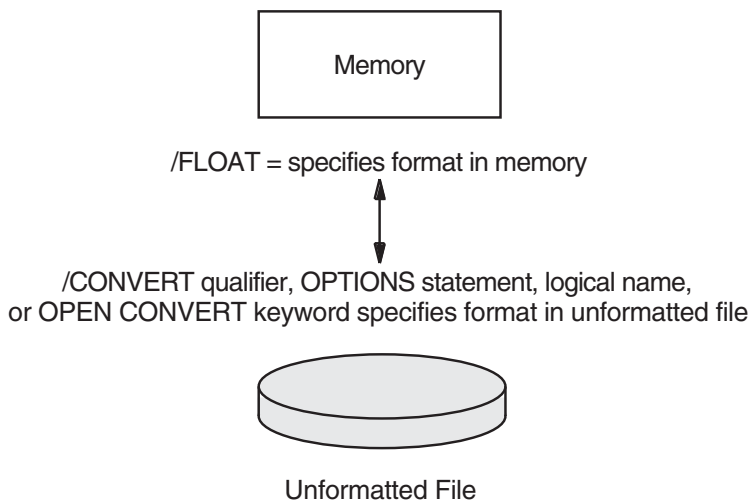 Memory
/FLOAT = specifies format in memory
/CONVERT qualifier, OPTIONS statement, logical name,
or OPEN CONVERT keyword specifies format in unformatted file
Unformatted File